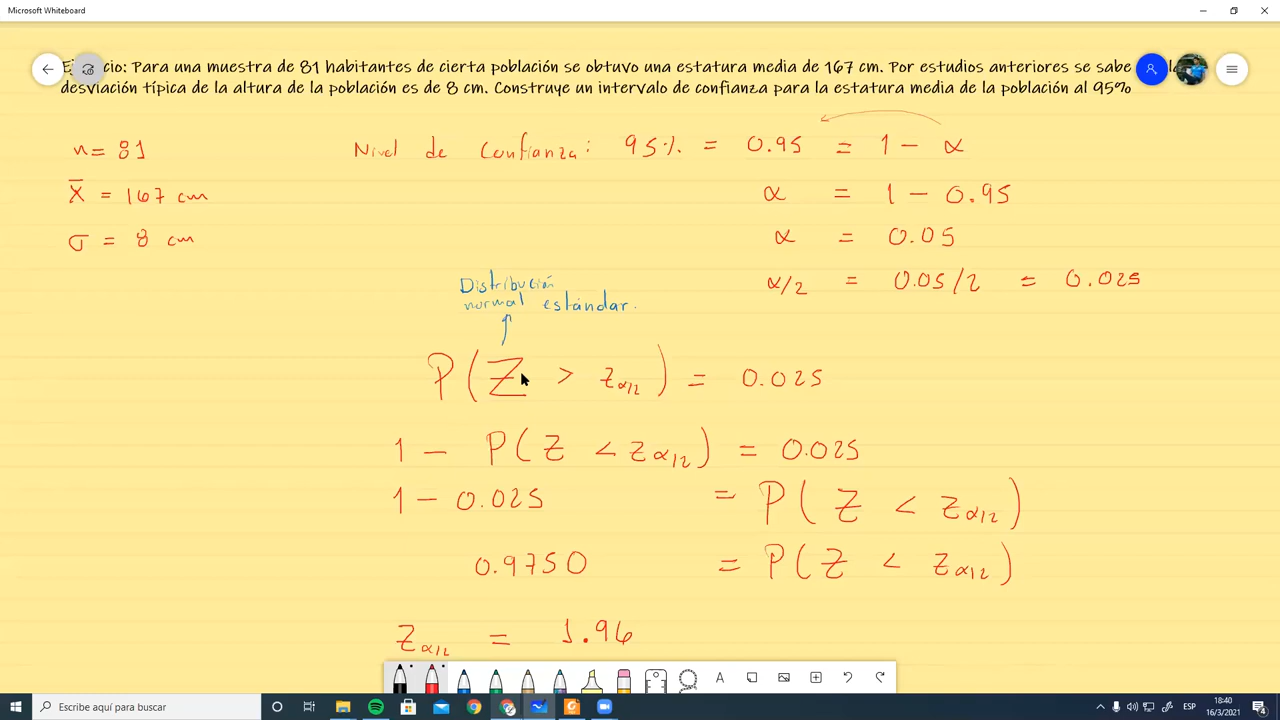 Microsoft Whiteboard
cicio: Para una muestra de 81 habitantes de cierta población se obtuvo una estatura media de 167 cm. Por estudios anteriores se sabe la
desviación típica de la altura de la población es de 8 cm. Construye un intervalo de confianza para la estatura media de la población al 95%
n = 81
X̄ = 167 cm
σ = 8 cm
Nivel de Confianza: 95% = 0.95 = 1 - α
α = 1 - 0.95
α = 0.05
α/2 = 0.05/2 = 0.025
Distribución
normal estándar.
P(Z > zα/2) = 0.025
1 - P(Z < zα/2) = 0.025
1 - 0.025 = P(Z < zα/2)
0.9750 = P(Z < zα/2)
zα/2 = 1.96
Escribe aquí para buscar
ESP
18:40
16/3/2021